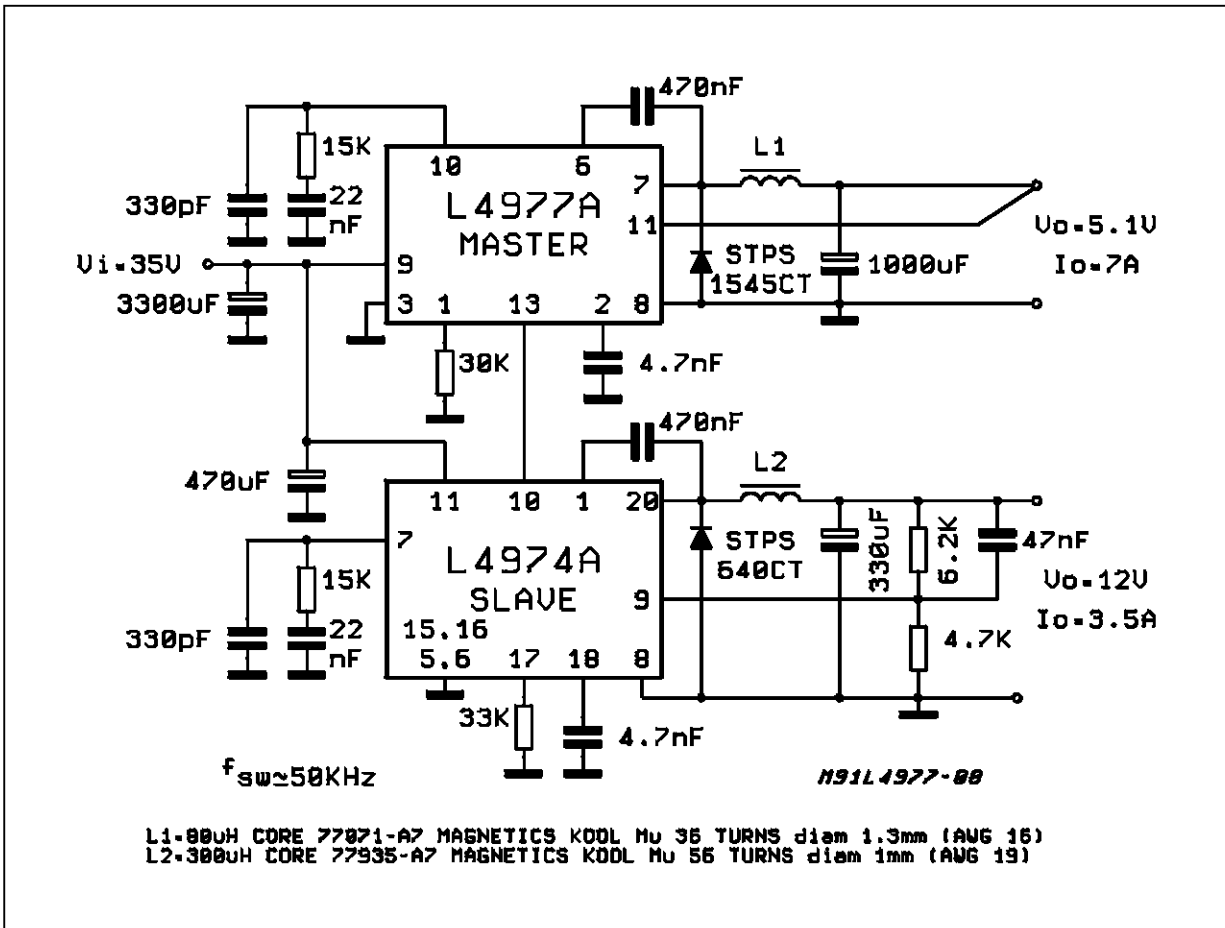 470nF
15K
10
6
L1
330pF
22
nF
L4977A
MASTER
7
11
Vo=5.1V
Io=7A
Vi=35V
9
STPS
1545CT
1000uF
3300uF
3
1
13
2
8
30K
4.7nF
470nF
L2
470uF
11
10
1
20
7
L4974A
SLAVE
STPS
640CT
330uF
6.2K
47nF
Vo=12V
Io=3.5A
15K
9
330pF
22
nF
15.16
5.6
17
18
8
4.7K
33K
4.7nF
fsw≃50KHz
M91L4977-08
L1=80uH CORE 77071-A7 MAGNETICS KOOL Mu 36 TURNS diam 1.3mm (AWG 16)
L2=300uH CORE 77935-A7 MAGNETICS KOOL Mu 56 TURNS diam 1mm (AWG 19)